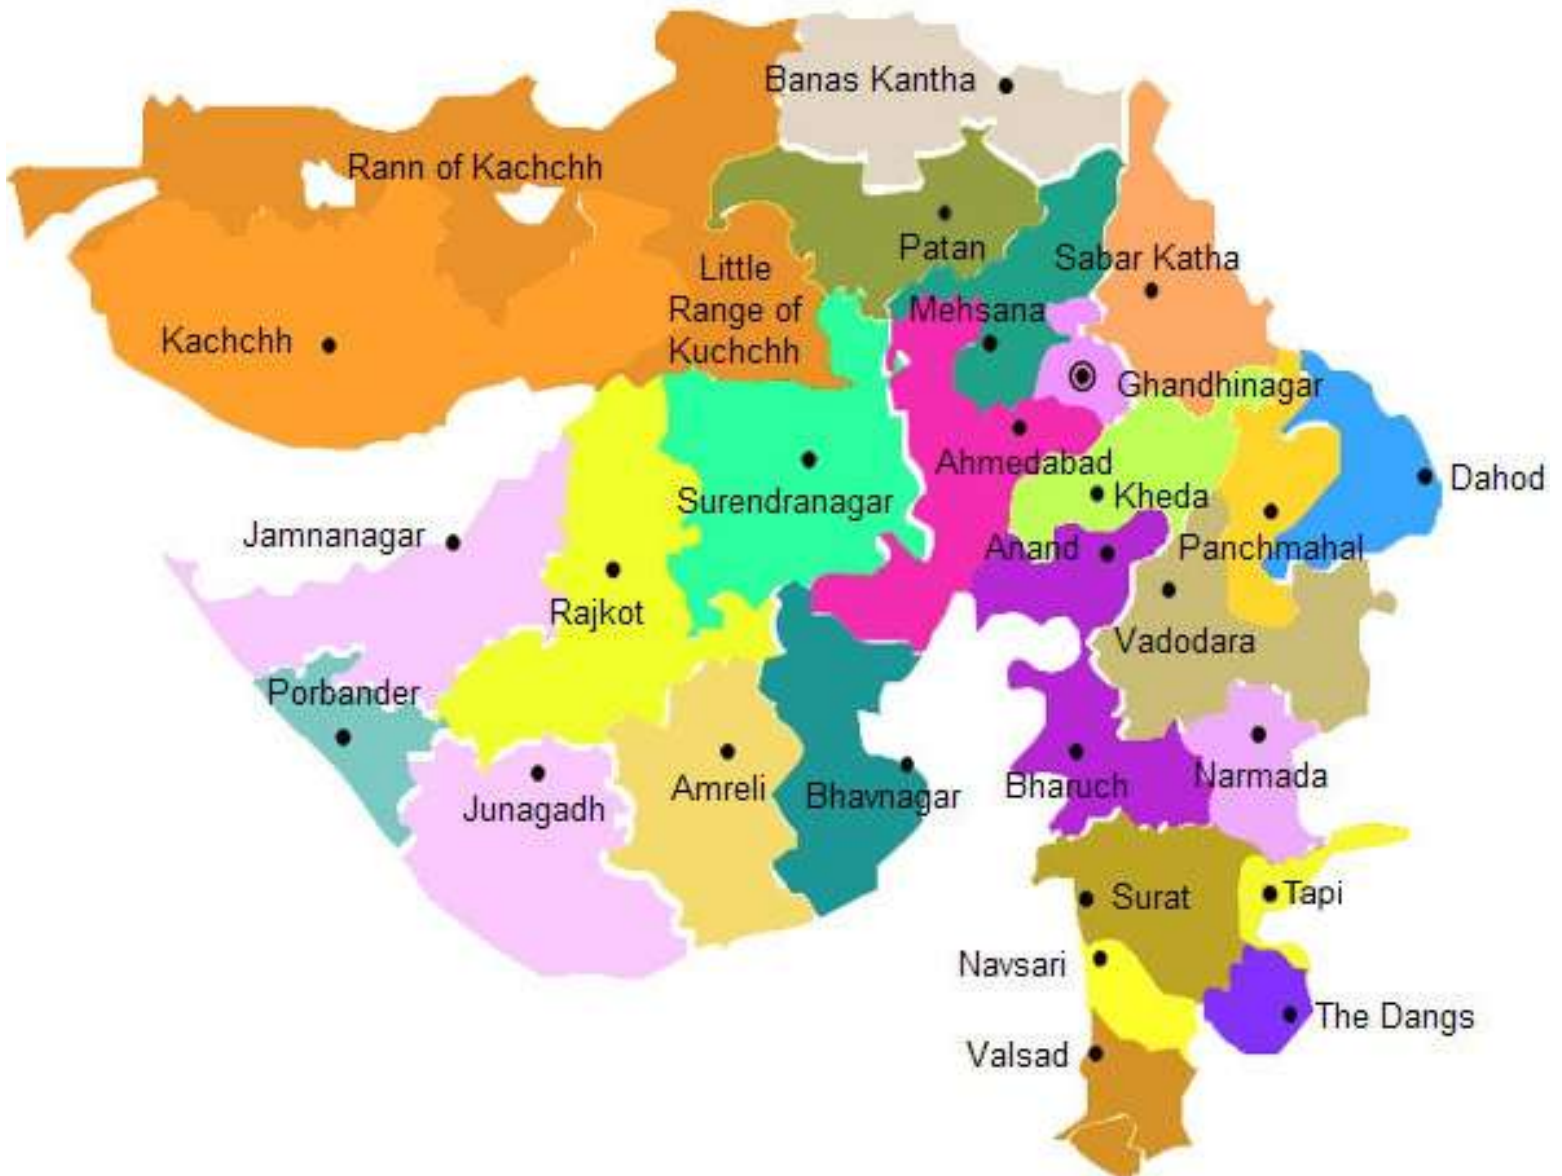 Banas Kantha
Rann of Kachchh
Patan
Sabar Katha
Little
Range of
Kuchchh
Mehsana
Kachchh
Ghandhinagar
Ahmedabad
Dahod
Surendranagar
Kheda
Jamnanagar
Anand
Panchmahal
Rajkot
Vadodara
Porbander
Junagadh
Amreli
Bhavnagar
Bharuch
Narmada
Surat
Tapi
Navsari
The Dangs
Valsad